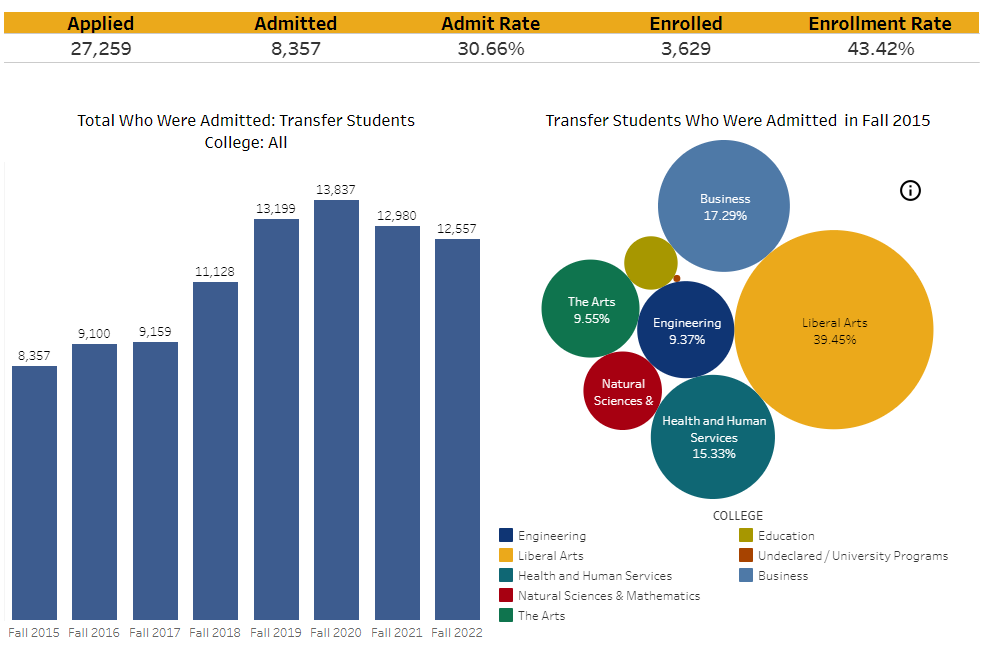 Applied Admitted Admit Rate Enrolled Enrollment Rate
27,259 8,357 30.66% 3,629 43.42%
Total Who Were Admitted: Transfer Students
College: All
8,357
9,100
9,159
11,128
13,199
13,837
12,980
12,557
Fall 2015 Fall 2016 Fall 2017 Fall 2018 Fall 2019 Fall 2020 Fall 2021 Fall 2022
Transfer Students Who Were Admitted in Fall 2015
i
Business
17.29%
The Arts
9.55%
Engineering
9.37%
Liberal Arts
39.45%
Natural
Sciences &
Health and Human
Services
15.33%
COLLEGE
Engineering
Liberal Arts
Health and Human Services
Natural Sciences & Mathematics
The Arts
Education
Undeclared / University Programs
Business